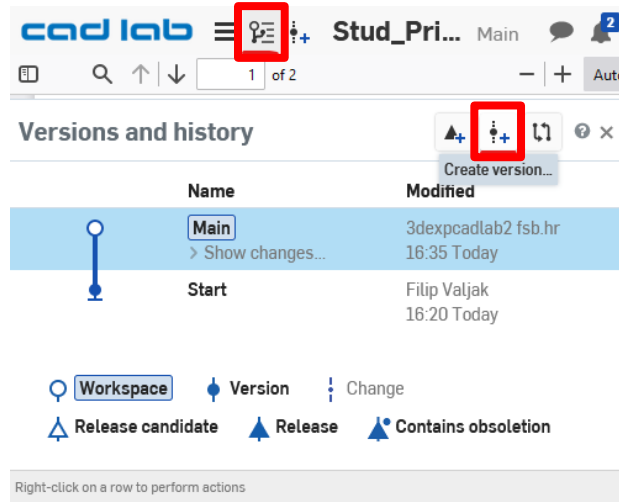 cad lab Stud_Pri... Main 2
1 of 2 Auto
Versions and history
Create version...
Name Modified
Main 3dexpcadlab2 fsb.hr
> Show changes... 16:35 Today
Start Filip Valjak
16:20 Today
Workspace Version Change
Release candidate Release Contains obsoletion
Right-click on a row to perform actions